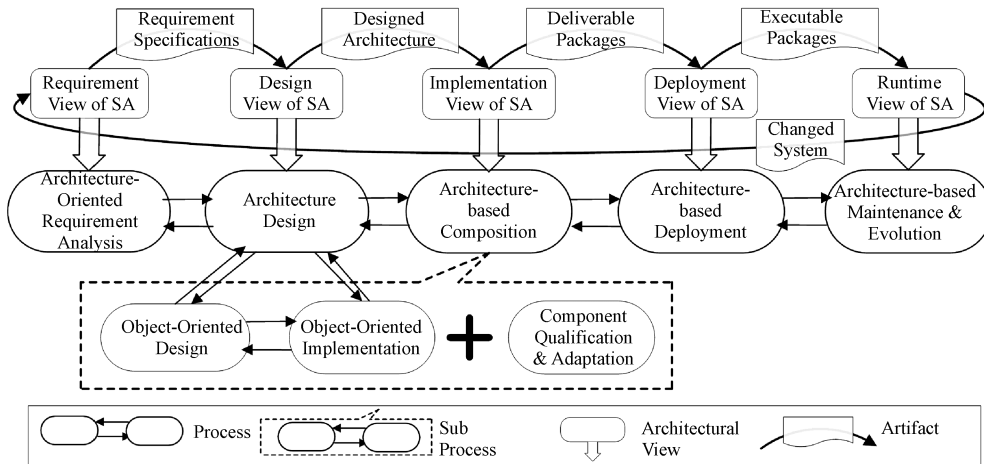 Requirement
Specifications
Designed
Architecture
Deliverable
Packages
Executable
Packages
Requirement
View of SA
Design
View of SA
Implementation
View of SA
Deployment
View of SA
Runtime
View of SA
Changed
System
Architecture-
Oriented
Requirement
Analysis
Architecture
Design
Architecture-
based
Composition
Architecture-
based
Deployment
Architecture-based
Maintenance &
Evolution
Object-Oriented
Design
Object-Oriented
Implementation
Component
Qualification
& Adaptation
Process
Sub
Process
Architectural
View
Artifact